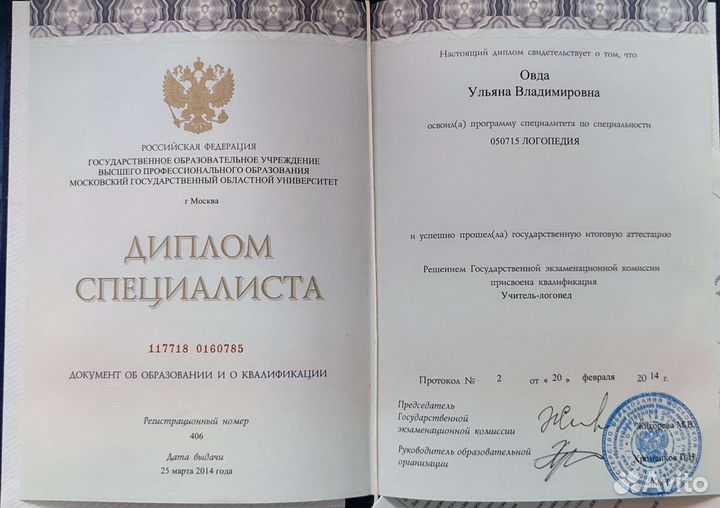 РОССИЙСКАЯ ФЕДЕРАЦИЯ
ГОСУДАРСТВЕННОЕ ОБРАЗОВАТЕЛЬНОЕ УЧРЕЖДЕНИЕ
ВЫСШЕГО ПРОФЕССИОНАЛЬНОГО ОБРАЗОВАНИЯ
МОСКОВСКИЙ ГОСУДАРСТВЕННЫЙ ОБЛАСТНОЙ УНИВЕРСИТЕТ
г Москва
ДИПЛОМ
СПЕЦИАЛИСТА
117718 0160785
ДОКУМЕНТ ОБ ОБРАЗОВАНИИ И О КВАЛИФИКАЦИИ
Регистрационный номер
406
Дата выдачи
25 марта 2014 года
Настоящий диплом свидетельствует о том, что
Овда
Ульяна Владимировна
освоил(а) программу специалитета по специальности
050715 ЛОГОПЕДИЯ
и успешно прошел(ла) государственную итоговую аттестацию
Решением Государственной экзаменационной комиссии
присвоена квалификация
Учитель-логопед
Протокол № 2 от « 20 » февраля 2014 г.
Председатель
Государственной
экзаменационной комиссии
М.В.
Руководитель образовательной
организации
П.Н.
Avito